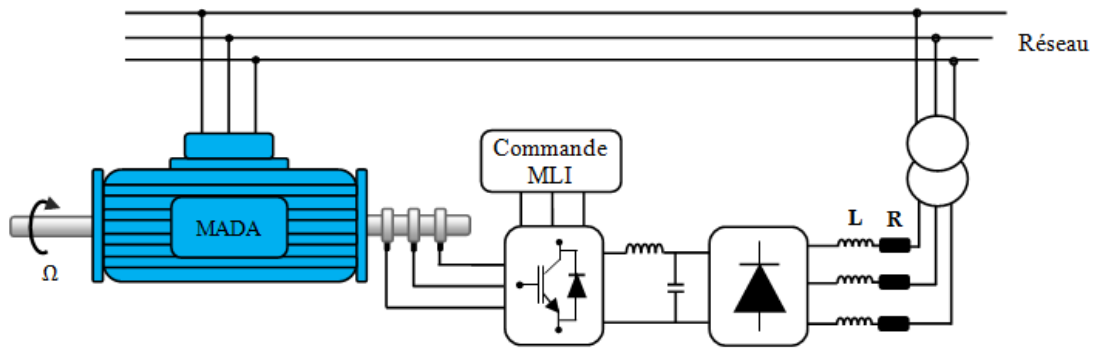 Réseau
Commande
MLI
MADA
L R
Ω